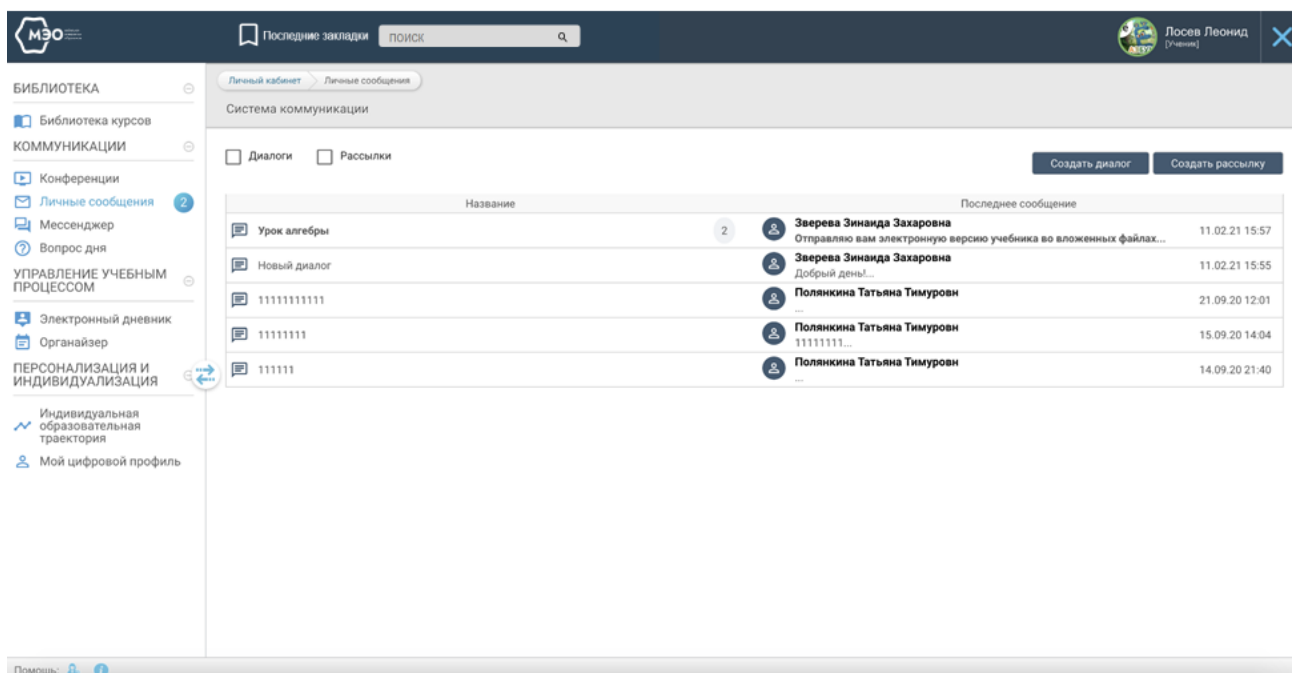 МЭО
Последние закладки
поиск
Лосев Леонид
[Ученик]
БИБЛИОТЕКА
Библиотека курсов
КОММУНИКАЦИИ
Конференции
Личные сообщения 2
Мессенджер
Вопрос дня
УПРАВЛЕНИЕ УЧЕБНЫМ
ПРОЦЕССОМ
Электронный дневник
Органайзер
ПЕРСОНАЛИЗАЦИЯ И
ИНДИВИДУАЛИЗАЦИЯ
Индивидуальная
образовательная
траектория
Мой цифровой профиль
Личный кабинет Личные сообщения
Система коммуникации
Диалоги Рассылки
Создать диалог Создать рассылку
Название Последнее сообщение
Урок алгебры 2 Зверева Зинаида Захаровна 11.02.21 15:57
Отправляю вам электронную версию учебника во вложенных файлах...
Новый диалог Зверева Зинаида Захаровна 11.02.21 15:55
Добрый день!...
11111111111 Полянкина Татьяна Тимуровн 21.09.20 12:01
...
11111111 Полянкина Татьяна Тимуровн 15.09.20 14:04
11111111...
111111 Полянкина Татьяна Тимуровн 14.09.20 21:40
...
Помощь: